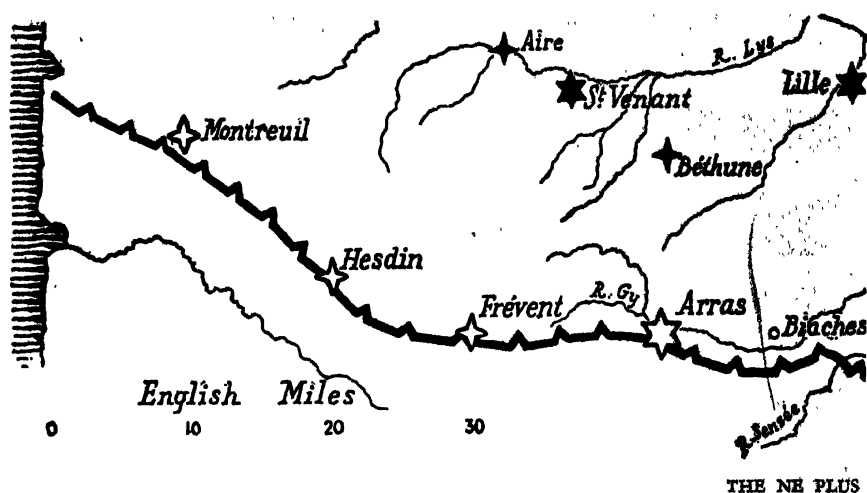 Aire
R. Lys
St. Venant
Lille
Montreuil
Béthune
Hesdin
Frévent
R. Gy
Arras
Biaches
English Miles
R. Sensée
0 10 20 30
THE NE PLUS